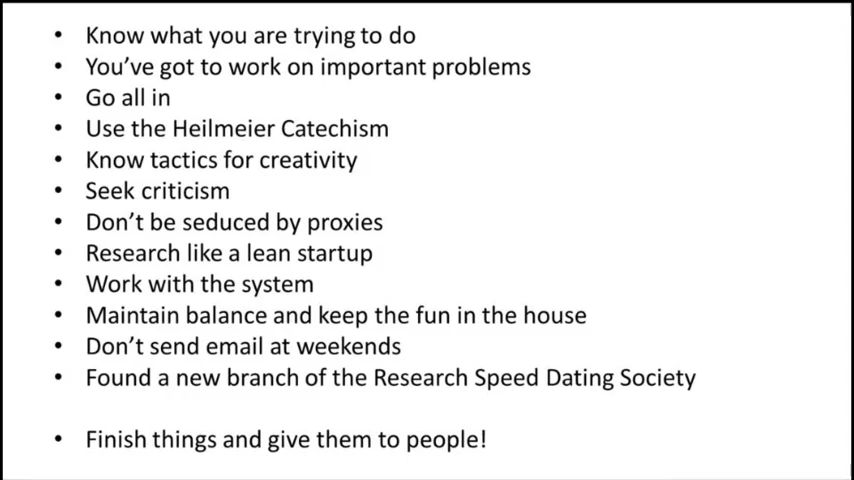 • Know what you are trying to do
• You’ve got to work on important problems
• Go all in
• Use the Heilmeier Catechism
• Know tactics for creativity
• Seek criticism
• Don’t be seduced by proxies
• Research like a lean startup
• Work with the system
• Maintain balance and keep the fun in the house
• Don’t send email at weekends
• Found a new branch of the Research Speed Dating Society
• Finish things and give them to people!